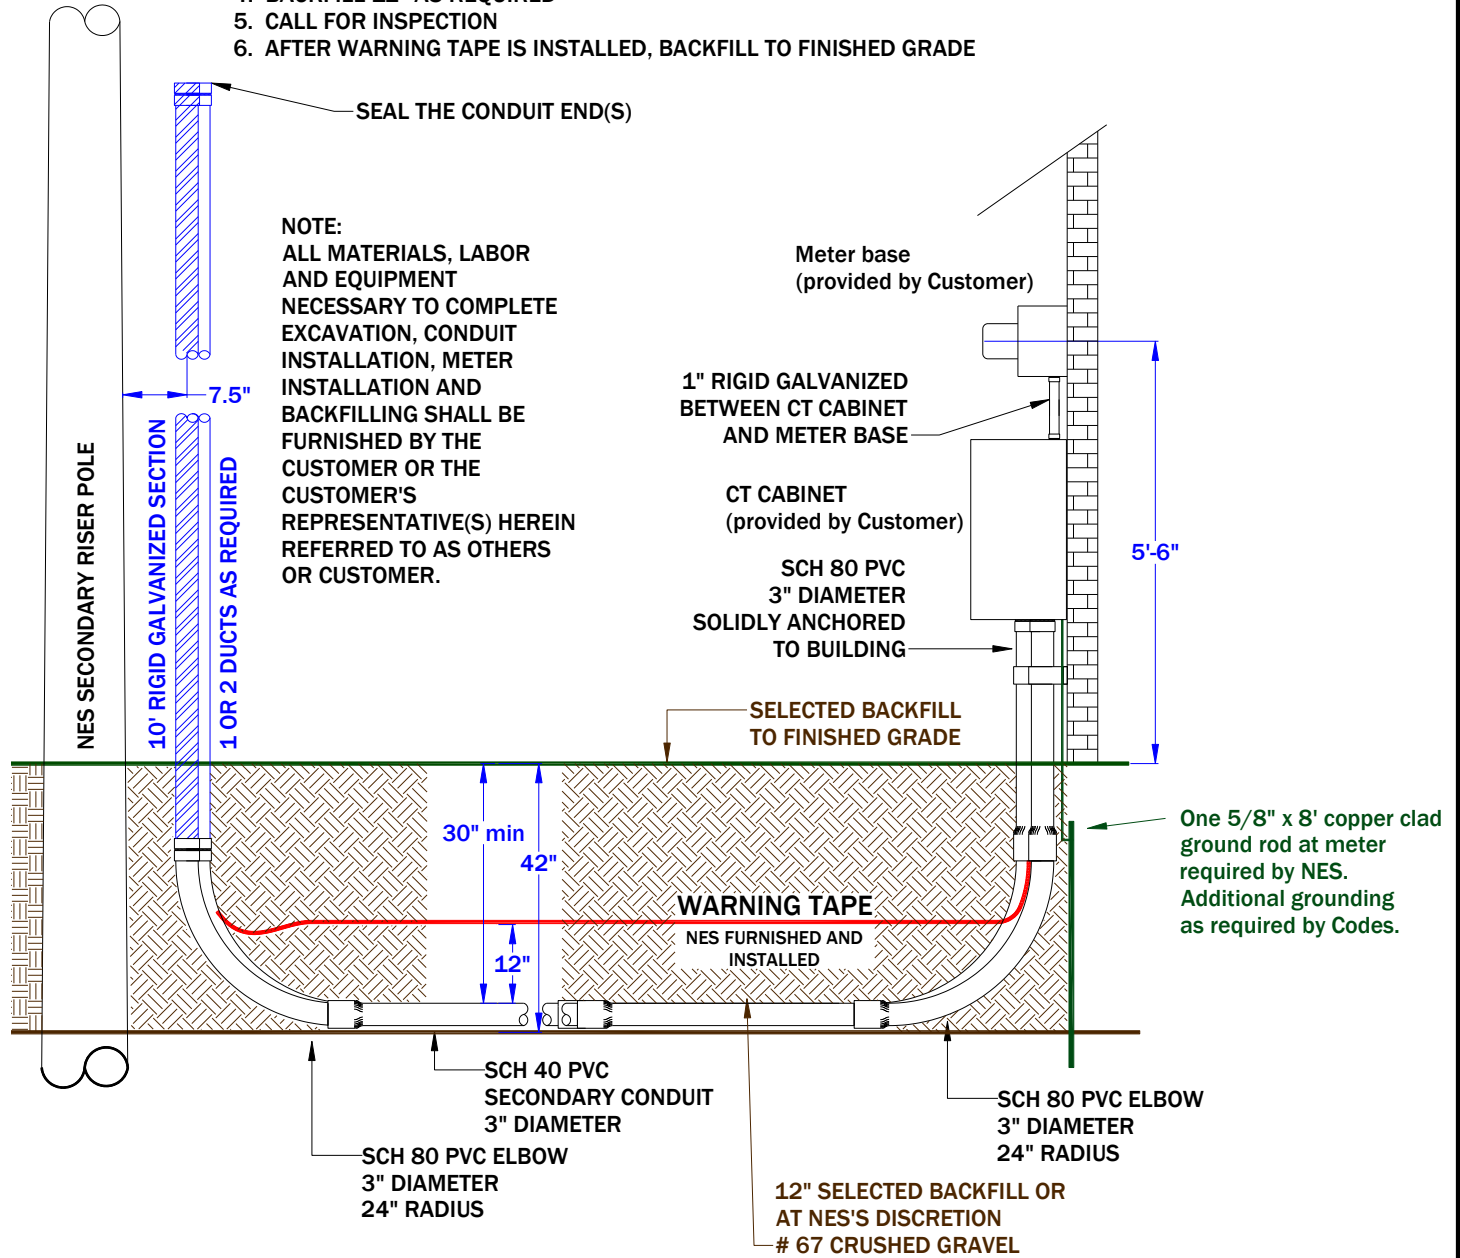 5. CALL FOR INSPECTION
6. AFTER WARNING TAPE IS INSTALLED, BACKFILL TO FINISHED GRADE
SEAL THE CONDUIT END(S)
NOTE:
ALL MATERIALS, LABOR
AND EQUIPMENT
NECESSARY TO COMPLETE
EXCAVATION, CONDUIT
INSTALLATION, METER
INSTALLATION AND
BACKFILLING SHALL BE
FURNISHED BY THE
CUSTOMER OR THE
CUSTOMER'S
REPRESENTATIVE(S) HEREIN
REFERRED TO AS OTHERS
OR CUSTOMER.
Meter base
(provided by Customer)
7.5"
1" RIGID GALVANIZED
BETWEEN CT CABINET
AND METER BASE
NES SECONDARY RISER POLE
10' RIGID GALVANIZED SECTION
1 OR 2 DUCTS AS REQUIRED
CT CABINET
(provided by Customer)
5'-6"
SCH 80 PVC
3" DIAMETER
SOLIDLY ANCHORED
TO BUILDING
SELECTED BACKFILL
TO FINISHED GRADE
30" min
42"
12"
WARNING TAPE
NES FURNISHED AND
INSTALLED
One 5/8" x 8' copper clad
ground rod at meter
required by NES.
Additional grounding
as required by Codes.
SCH 40 PVC
SECONDARY CONDUIT
3" DIAMETER
SCH 80 PVC ELBOW
3" DIAMETER
24" RADIUS
SCH 80 PVC ELBOW
3" DIAMETER
24" RADIUS
12" SELECTED BACKFILL OR
AT NES'S DISCRETION
# 67 CRUSHED GRAVEL